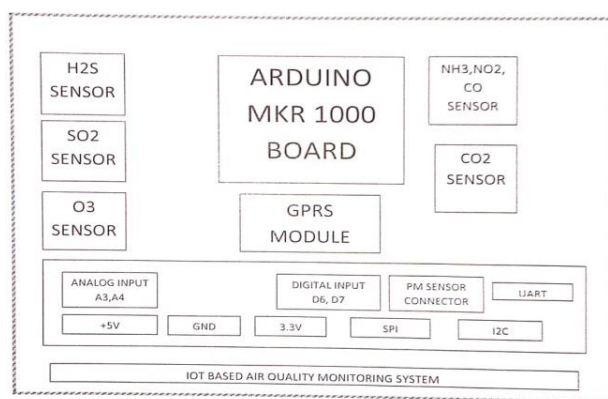 H2S
SENSOR
SO2
SENSOR
O3
SENSOR
ARDUINO
MKR 1000
BOARD
GPRS
MODULE
NH3,NO2,
CO
SENSOR
CO2
SENSOR
ANALOG INPUT
A3,A4
DIGITAL INPUT
D6, D7
PM SENSOR
CONNECTOR
UART
+5V
GND
3.3V
SPI
I2C
IOT BASED AIR QUALITY MONITORING SYSTEM